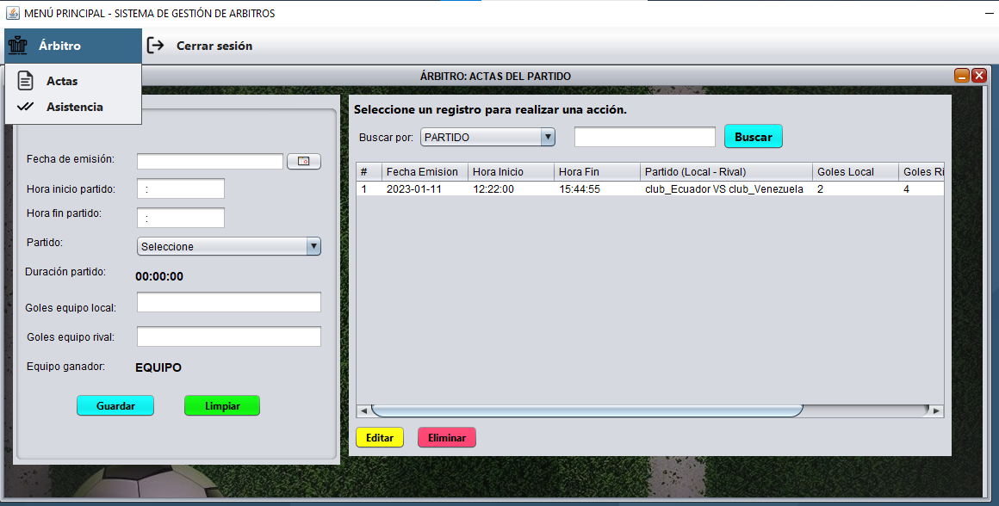 MENÚ PRINCIPAL - SISTEMA DE GESTIÓN DE ARBITROS
Árbitro
Cerrar sesión
Actas
Asistencia
ÁRBITRO: ACTAS DEL PARTIDO
Fecha de emisión:
Hora inicio partido: :
Hora fin partido: :
Partido: Seleccione
Duración partido: 00:00:00
Goles equipo local:
Goles equipo rival:
Equipo ganador: EQUIPO
Guardar Limpiar
Seleccione un registro para realizar una acción.
Buscar por: PARTIDO Buscar
# Fecha Emision Hora Inicio Hora Fin Partido (Local - Rival) Goles Local Goles Ri
1 2023-01-11 12:22:00 15:44:55 club_Ecuador VS club_Venezuela 2 4
Editar Eliminar